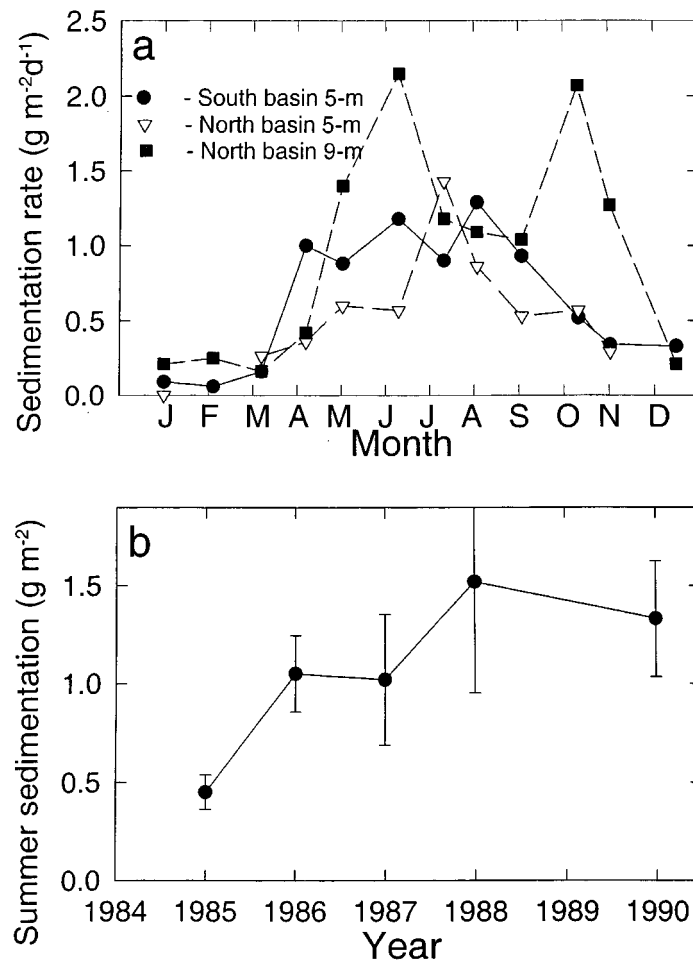 2.5
a
2.0
- South basin 5-m
- North basin 5-m
- North basin 9-m
1.5
1.0
0.5
0.0
Sedimentation rate (g m-2d-1)
J F M A M J J A S O N D
Month
b
1.5
1.0
0.5
0.0
Summer sedimentation (g m-2)
1984 1985 1986 1987 1988 1989 1990
Year